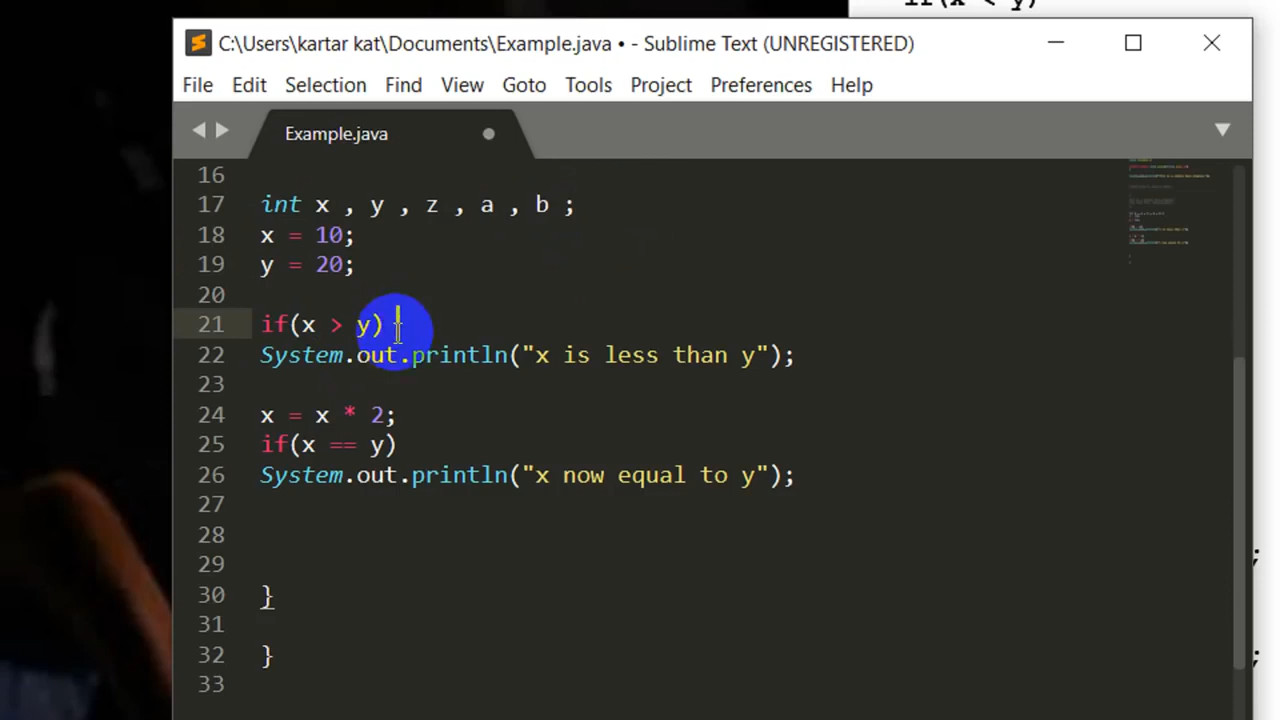 if(x < y)
C:\Users\kartar kat\Documents\Example.java • - Sublime Text (UNREGISTERED)
File Edit Selection Find View Goto Tools Project Preferences Help
Example.java
16
17 int x , y , z , a , b ;
18 x = 10;
19 y = 20;
20
21 if(x > y)
22 System.out.println("x is less than y");
23
24 x = x * 2;
25 if(x == y)
26 System.out.println("x now equal to y");
27
28
29
30 }
31
32 }
33